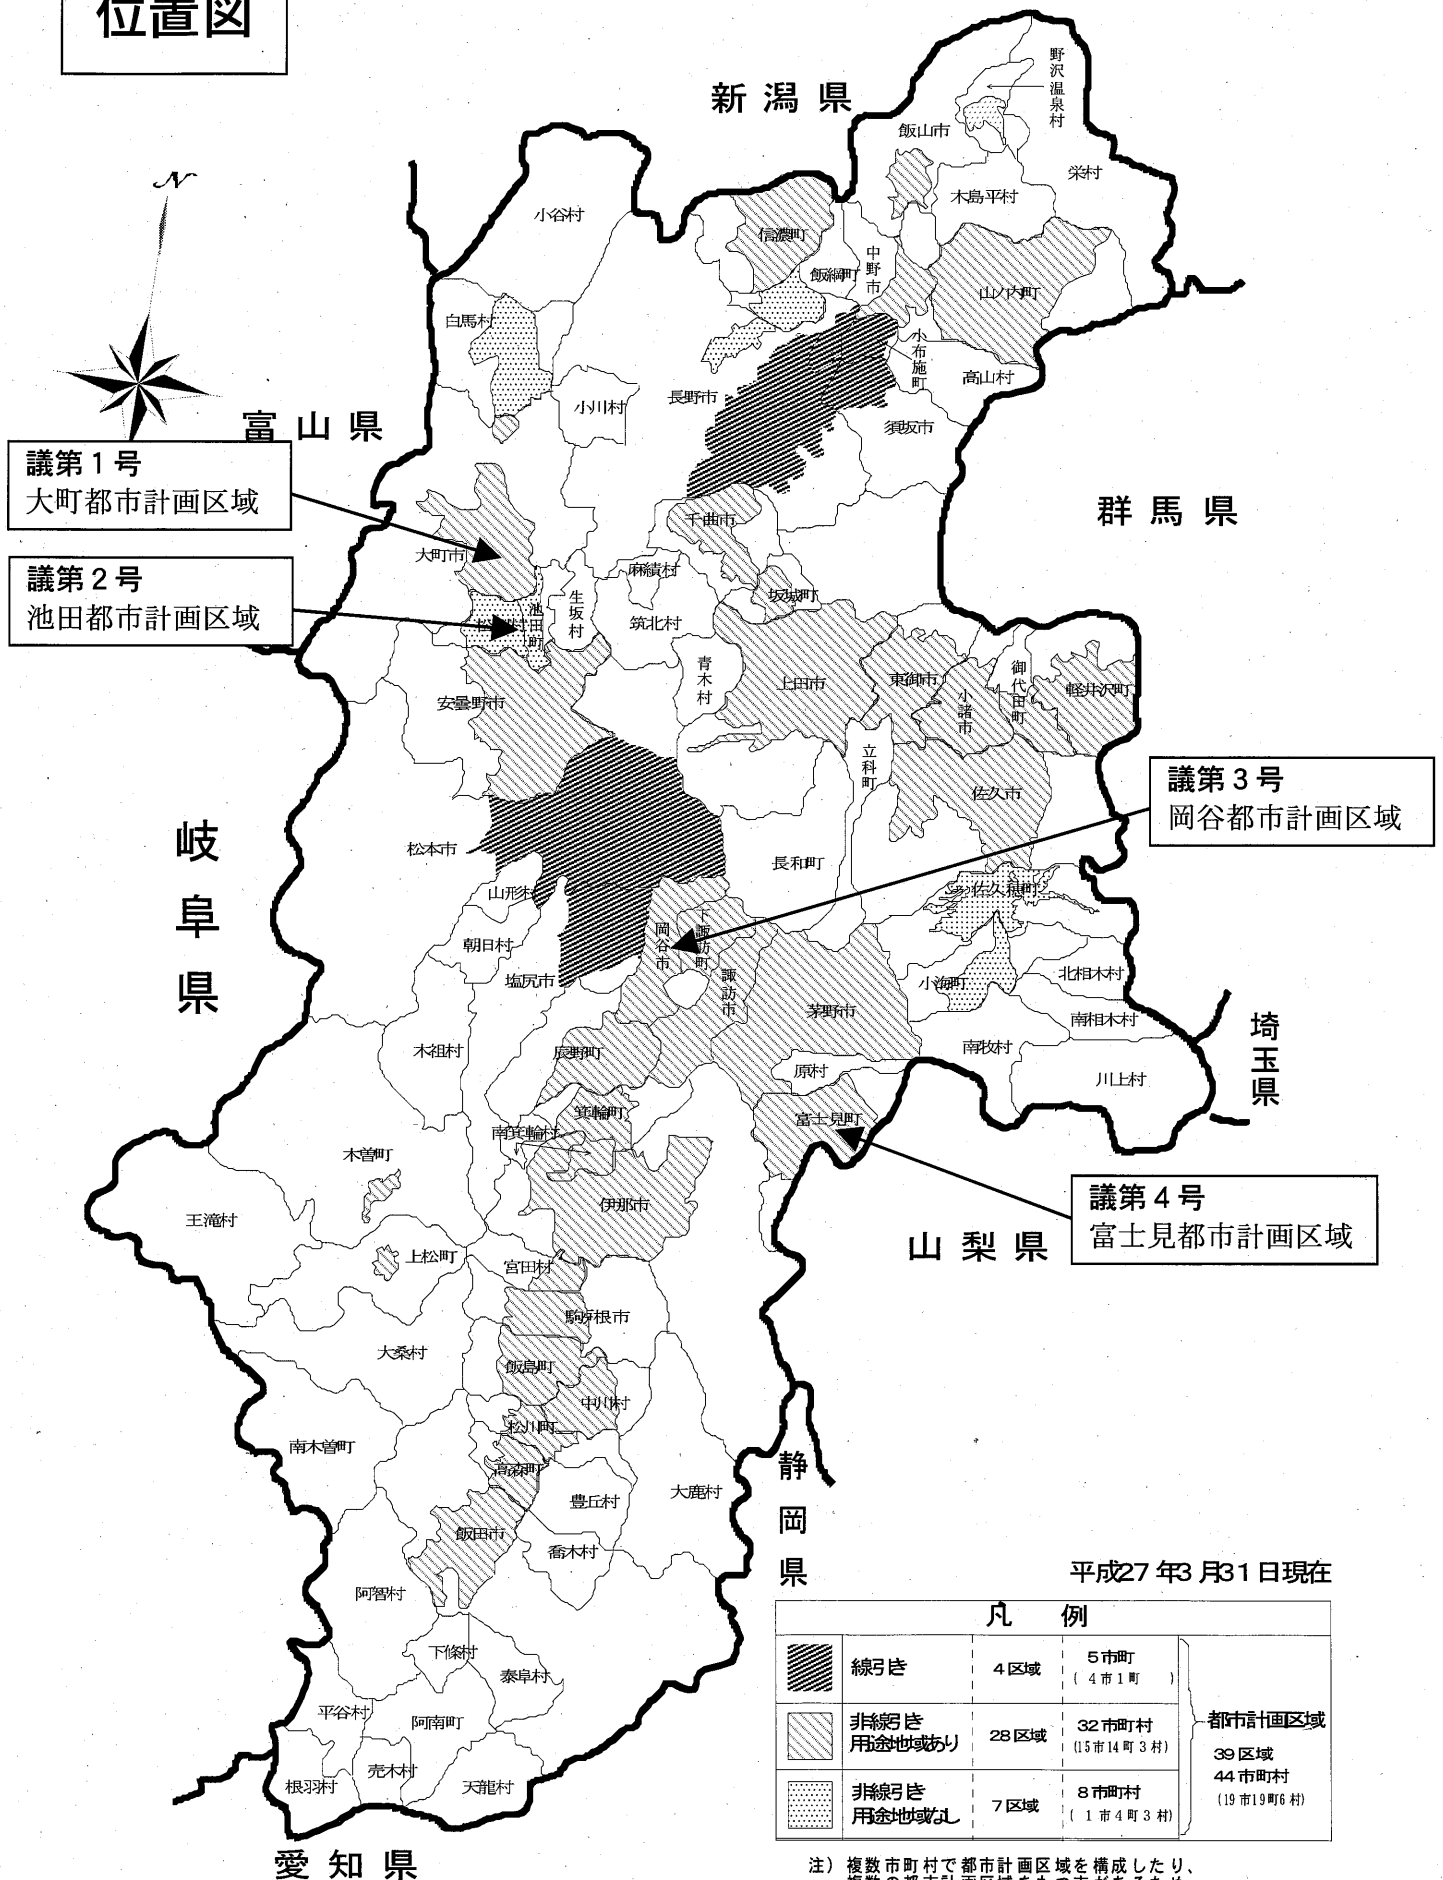 位置図
新潟県
野沢温泉村
飯山市
栄村
木島平村
N
小谷村
信濃町
中野市
飯綱町
山ノ内町
白馬村
小布施町
高山村
長野市
小川村
富山県
須坂市
議第1号
大町都市計画区域
群馬県
千曲市
大町市
麻績村
議第2号
池田都市計画区域
坂城町
生坂村
池田町
筑北村
青木村
上田市
東御市
御代田町
軽井沢町
小諸市
安曇野市
立科町
議第3号
岡谷都市計画区域
佐久市
岐阜県
松本市
長和町
山形村
佐久穂町
岡谷市
下諏訪町
朝日村
塩尻市
諏訪市
小海町
北相木村
茅野市
南相木村
埼玉県
木祖村
辰野町
南牧村
原村
川上村
箕輪町
富士見町
南箕輪村
木曽町
議第4号
富士見都市計画区域
伊那市
王滝村
山梨県
上松町
宮田村
駒ヶ根市
大桑村
飯島町
中川村
松川町
南木曽町
高森町
静岡県
豊丘村
大鹿村
飯田市
喬木村
平成27年3月31日現在
阿智村
凡 例
下條村
線引き 4区域 5市町
(4市1町)
泰阜村
平谷村
阿南町
非線引き
用途地域あり 28区域 32市町村
(15市14町3村)
都市計画区域
39区域
44市町村
(19市19町6村)
売木村
根羽村
天龍村
非線引き
用途地域なし 7区域 8市町村
(1市4町3村)
愛知県
注) 複数市町村で都市計画区域を構成したり、